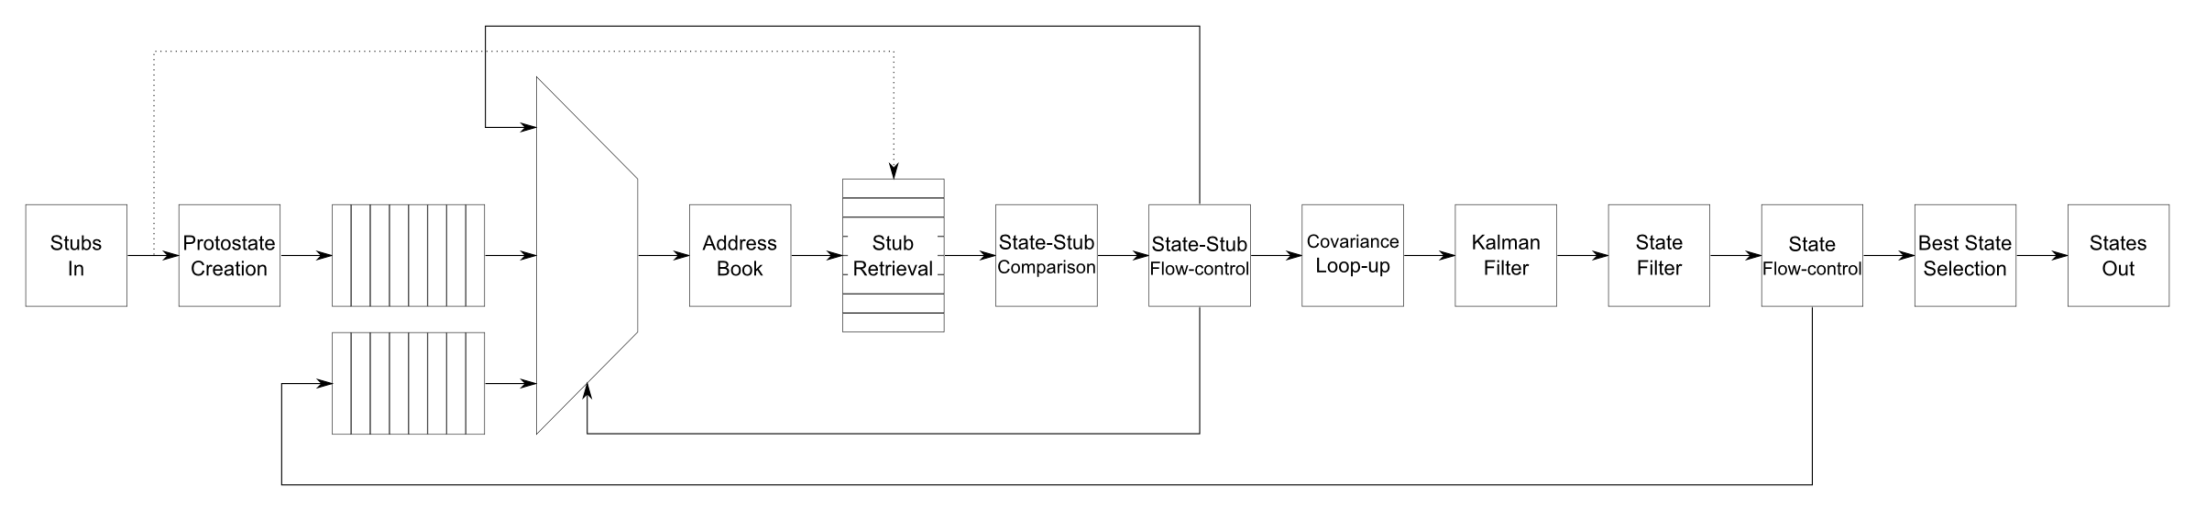 Stubs
In
Protostate
Creation
Address
Book
Stub
Retrieval
State-Stub
Comparison
State-Stub
Flow-control
Covariance
Loop-up
Kalman
Filter
State
Filter
State
Flow-control
Best State
Selection
States
Out